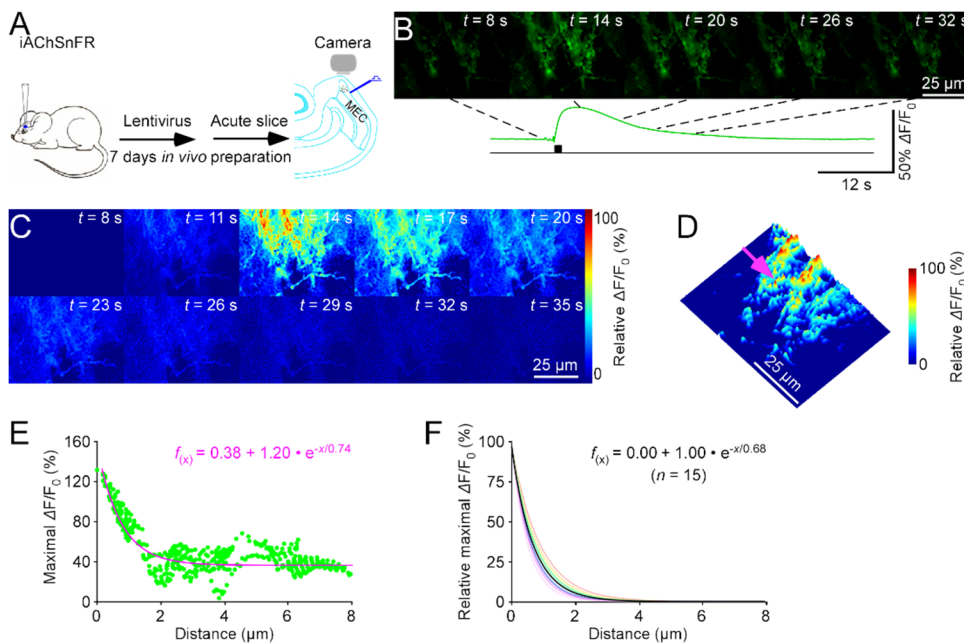 A
iAChSnFR
Lentivirus
7 days in vivo
Acute slice
preparation
Camera
MEC
B
t = 8 s
t = 14 s
t = 20 s
t = 26 s
t = 32 s
25 µm
50% ΔF/F0
12 s
C
t = 8 s
t = 11 s
t = 14 s
t = 17 s
t = 20 s
t = 23 s
t = 26 s
t = 29 s
t = 32 s
t = 35 s
25 µm
100
0
Relative ΔF/F0 (%)
D
25 µm
100
0
Relative ΔF/F0 (%)
E
f(x) = 0.38 + 1.20 • e-x/0.74
Maximal ΔF/F0 (%)
160
120
80
40
0
0
2
4
6
8
Distance (µm)
F
f(x) = 0.00 + 1.00 • e-x/0.68
(n = 15)
Relative maximal ΔF/F0 (%)
100
75
50
25
0
0
2
4
6
8
Distance (µm)